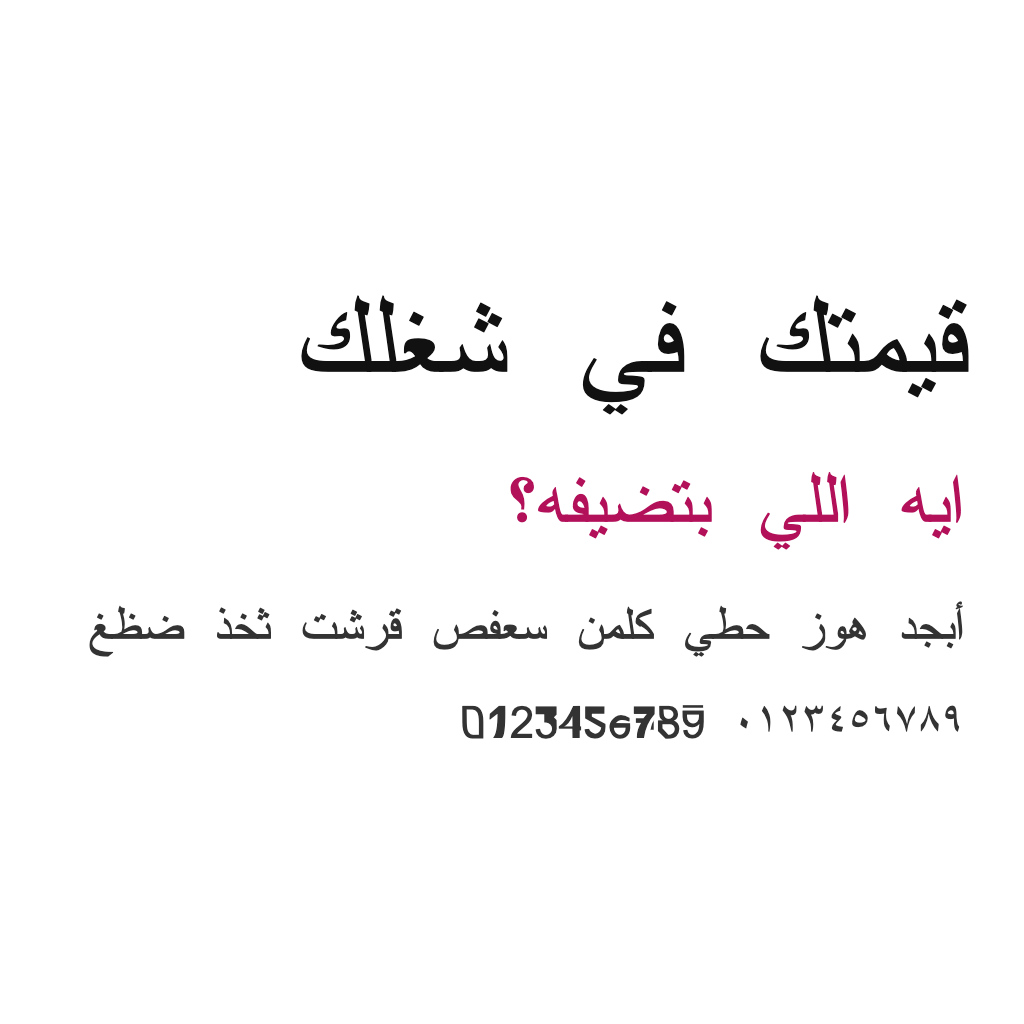 قيمتك في شغلك
ايه اللي بتضيفه؟
أبجد هوز حطي كلمن سعفص قرشت ثخذ ضظغ
٠١٢٣٤٥٦٧٨٩ 0123456789